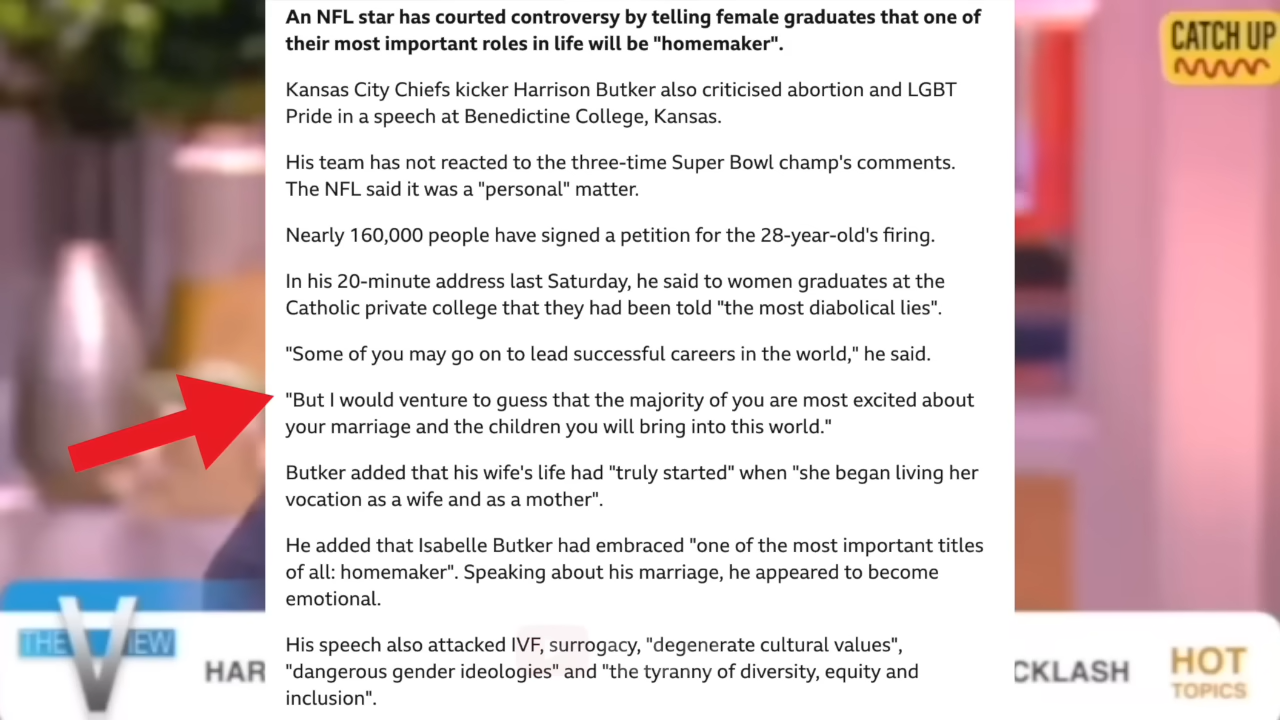 An NFL star has courted controversy by telling female graduates that one of
their most important roles in life will be "homemaker".
Kansas City Chiefs kicker Harrison Butker also criticised abortion and LGBT
Pride in a speech at Benedictine College, Kansas.
His team has not reacted to the three-time Super Bowl champ's comments.
The NFL said it was a "personal" matter.
Nearly 160,000 people have signed a petition for the 28-year-old's firing.
In his 20-minute address last Saturday, he said to women graduates at the
Catholic private college that they had been told "the most diabolical lies".
"Some of you may go on to lead successful careers in the world," he said.
"But I would venture to guess that the majority of you are most excited about
your marriage and the children you will bring into this world."
Butker added that his wife's life had "truly started" when "she began living her
vocation as a wife and as a mother".
He added that Isabelle Butker had embraced "one of the most important titles
of all: homemaker". Speaking about his marriage, he appeared to become
emotional.
His speech also attacked IVF, surrogacy, "degenerate cultural values",
"dangerous gender ideologies" and "the tyranny of diversity, equity and
inclusion".
CATCH UP
THE VIEW
HAR
CKLASH
HOT
TOPICS